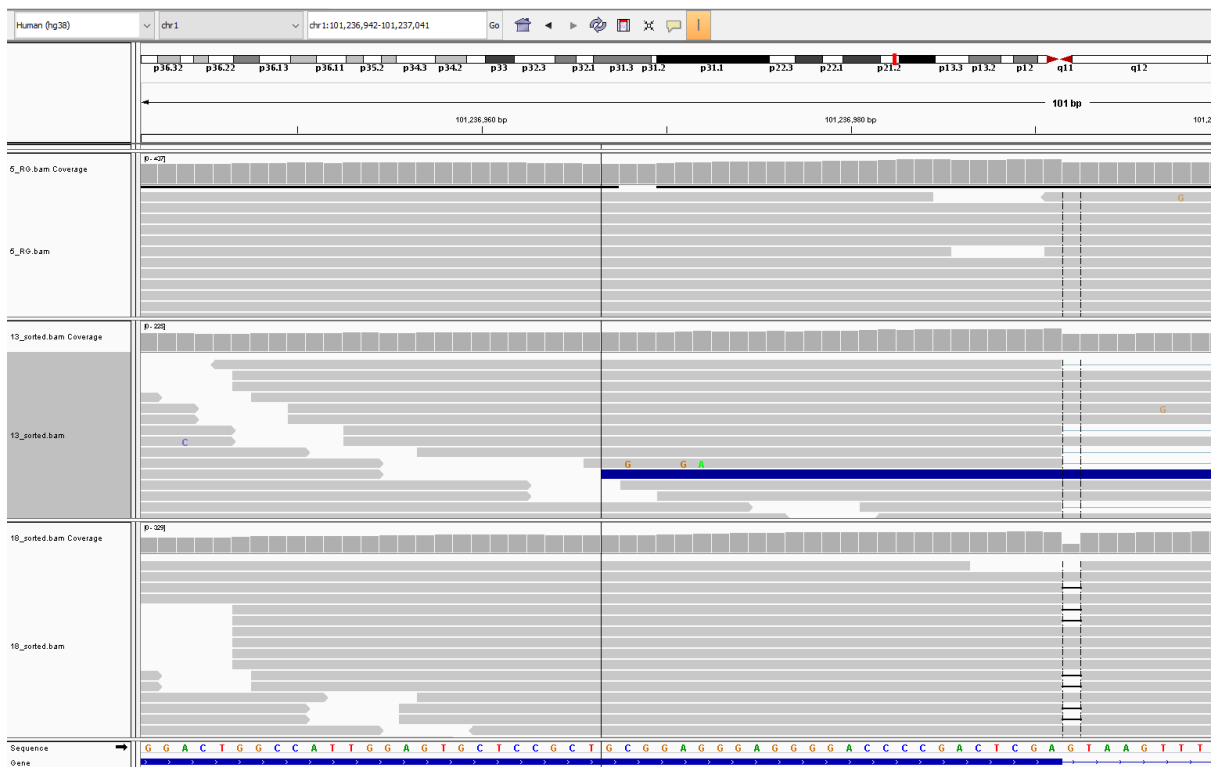 Human (hg38) chr1 chr1:101,236,942-101,237,041 Go
p36.32 p36.22 p36.13 p36.11 p35.2 p34.3 p34.2 p33 p32.3 p32.1 p31.3 p31.2 p31.1 p22.3 p22.1 p21.2 p13.3 p13.2 p12 q11 q12
101 bp
101,236,960 bp 101,236,980 bp 101,2
[0 - 437]
5_RG.bam Coverage
G
5_RG.bam
[0 - 225]
13_sorted.bam Coverage
G
13_sorted.bam
C
G G A
[0 - 329]
18_sorted.bam Coverage
18_sorted.bam
Sequence G G A C T G G C C A T T G G A G T G C T C C G C T G C G G A G G G A G G G G A C C C C A C T C G A G T A A G T T T
Gene